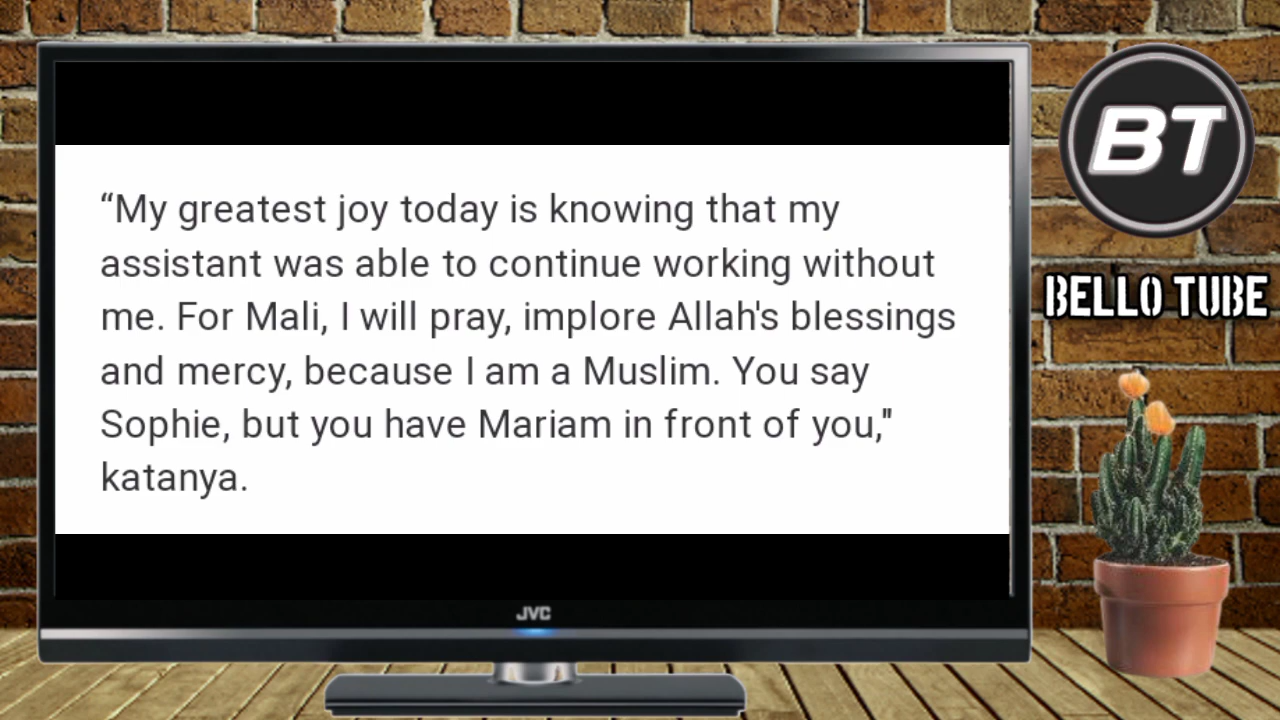 “My greatest joy today is knowing that my
assistant was able to continue working without
me. For Mali, I will pray, implore Allah's blessings
and mercy, because I am a Muslim. You say
Sophie, but you have Mariam in front of you,"
katanya.
JVC
BT
BELLO TUBE